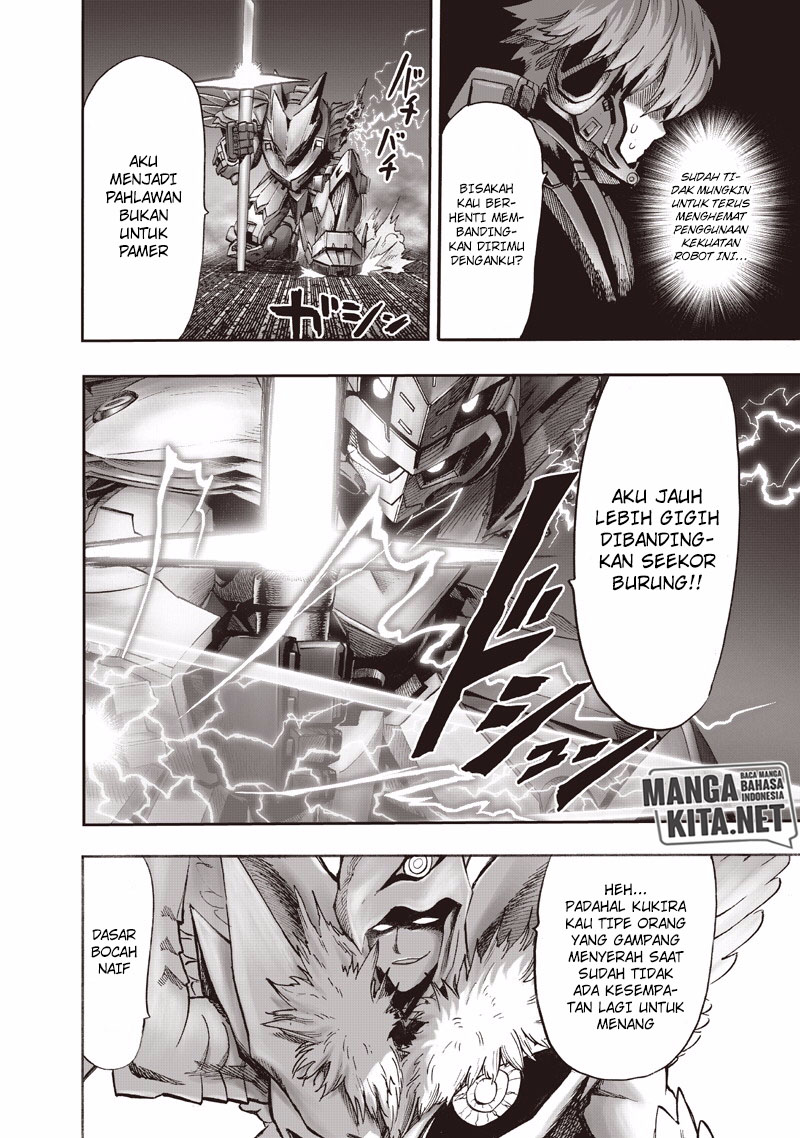 SUDAH TI-
DAK MUNGKIN
UNTUK TERUS
MENGHEMAT
PENGGUNAAN
KEKUATAN
ROBOT INI...
BISAKAH
KAU BER-
HENTI MEM-
BANDING-
KAN DIRIMU
DENGANKU?
バチ
バチ
AKU
MENJADI
PAHLAWAN
BUKAN
UNTUK
PAMER
ガシィン
AKU JAUH
LEBIH GIGIH
DIBANDING-
KAN SEEKOR
BURUNG!!
ドシュッ
MANGA
KITA.NET
BACA MANGA
BAHASA
INDONESIA
HEH...
PADAHAL KUKIRA
KAU TIPE ORANG
YANG GAMPANG
MENYERAH SAAT
SUDAH TIDAK
ADA KESEMPA-
TAN LAGI UNTUK
MENANG
DASAR
BOCAH
NAIF